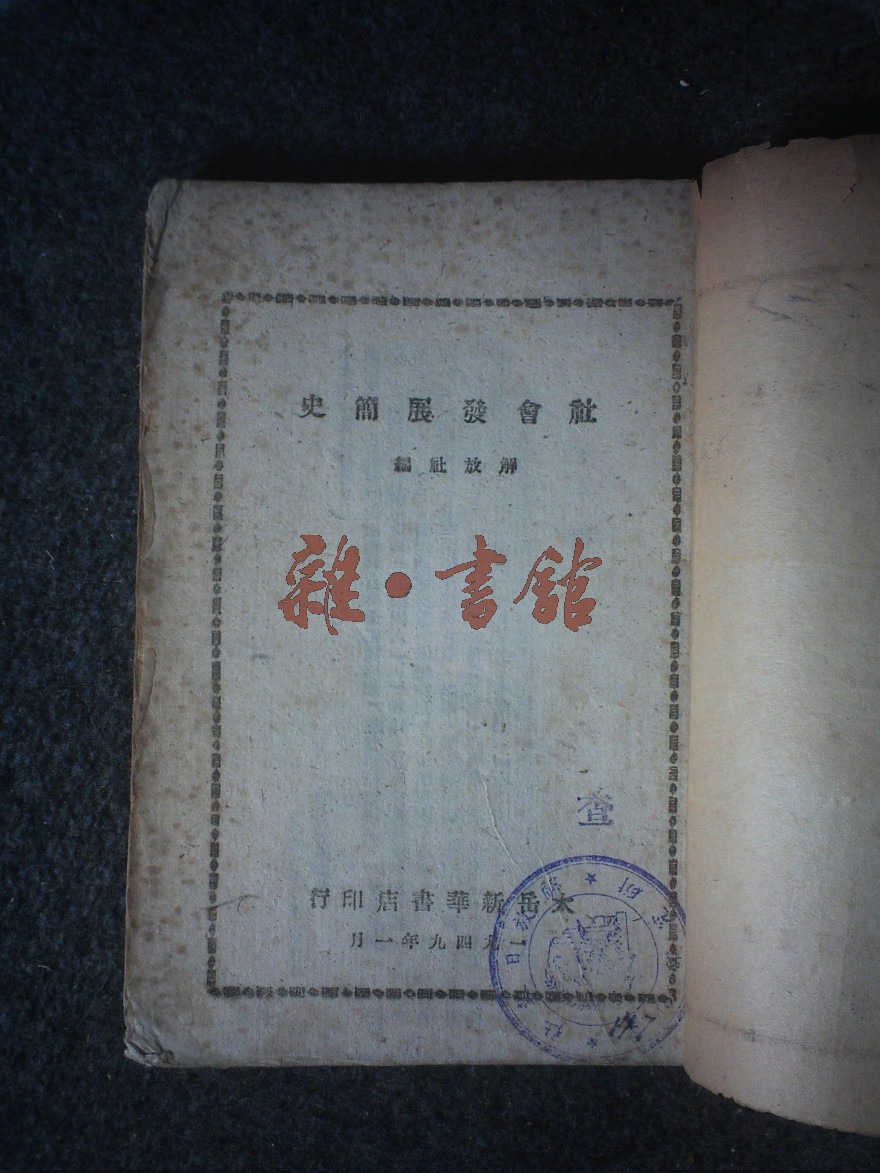 社會發展簡史
解放社編
雜·書館
查
太岳新華書店印行
一九四九年一月